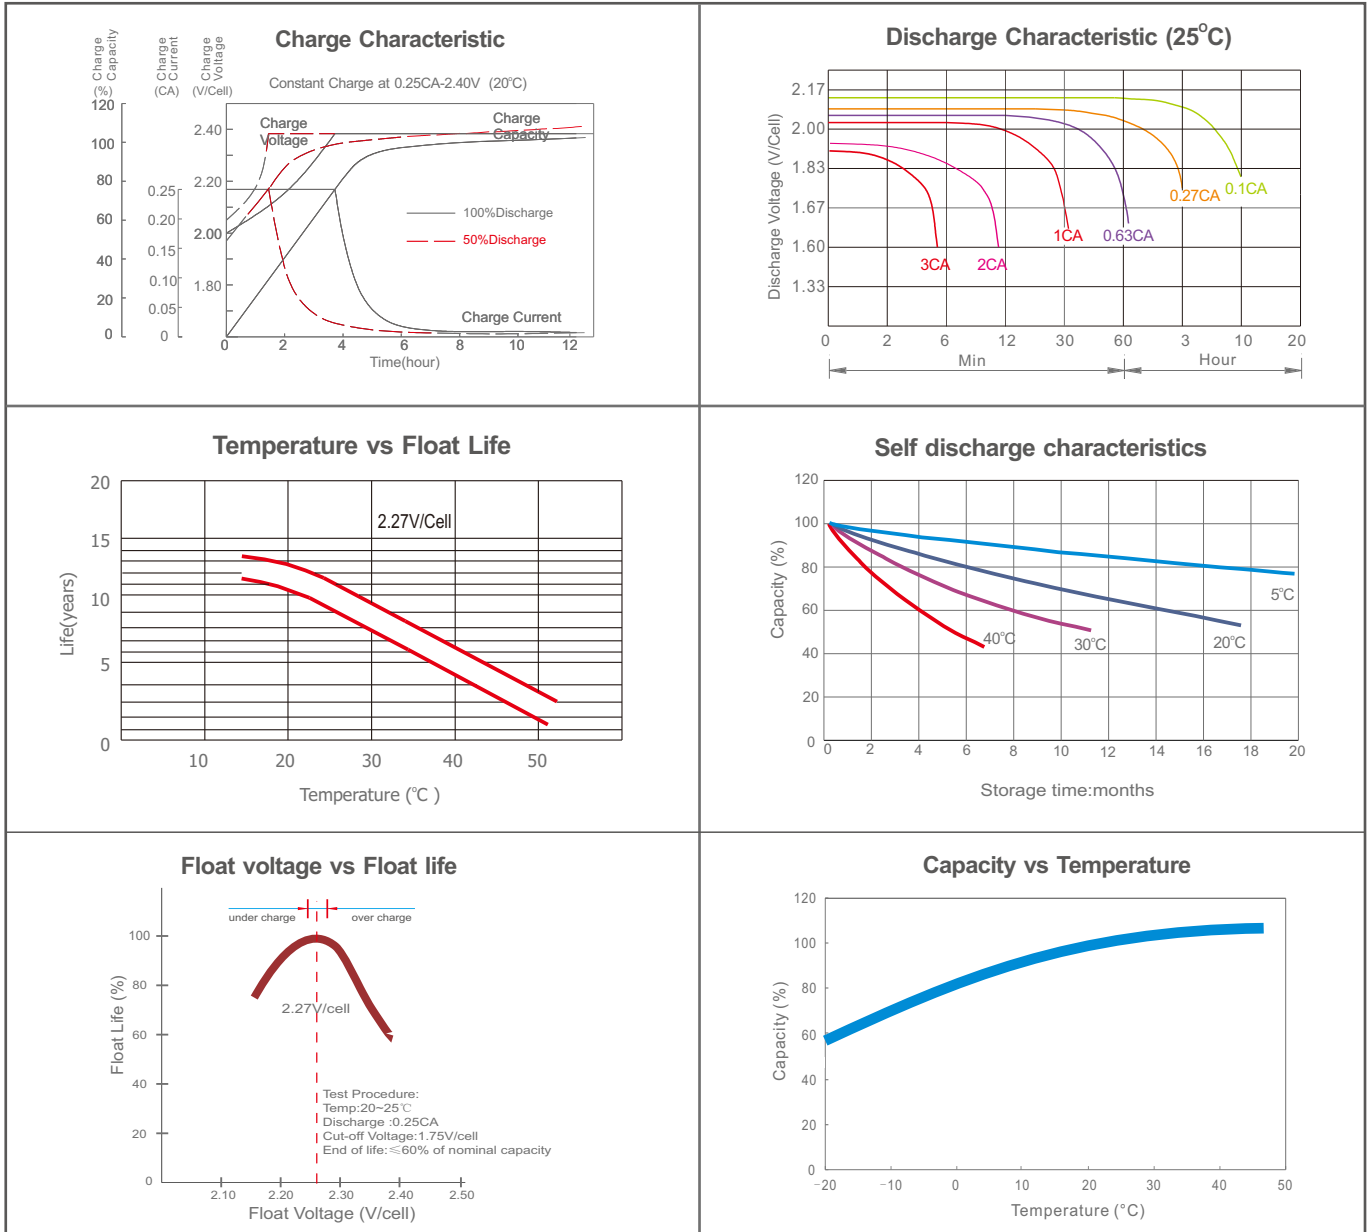 Charge Characteristic
Constant Charge at 0.25CA-2.40V (20°C)
Charge Capacity
(%)
Charge Current
(CA)
Charge Voltage
(V/Cell)
120
100
80
60
40
20
0
0.25
0.20
0.15
0.10
0.05
0
2.40
2.20
2.00
1.80
Charge
Voltage
Charge
Capacity
100%Discharge
50%Discharge
Charge Current
0 2 4 6 8 10 12
Time(hour)
Discharge Characteristic (25°C)
Discharge Voltage (V/Cell)
2.17
2.00
1.83
1.67
1.60
1.33
3CA
2CA
1CA
0.63CA
0.27CA
0.1CA
0 2 6 12 30 60 3 10 20
Min Hour
Temperature vs Float Life
2.27V/Cell
Life(years)
20
15
10
5
0
10 20 30 40 50
Temperature (°C )
Self discharge characteristics
Capacity (%)
120
100
80
60
40
20
0
5°C
20°C
30°C
40°C
0 2 4 6 8 10 12 14 16 18 20
Storage time:months
Float voltage vs Float life
under charge over charge
Float Life (%)
100
80
60
40
20
0
2.27V/cell
Test Procedure:
Temp:20~25℃
Discharge :0.25CA
Cut-off Voltage:1.75V/cell
End of life:≤60% of nominal capacity
2.10 2.20 2.30 2.40 2.50
Float Voltage (V/cell)
Capacity vs Temperature
Capacity (%)
120
100
80
60
40
20
0
-20 -10 0 10 20 30 40 50
Temperature (°C)